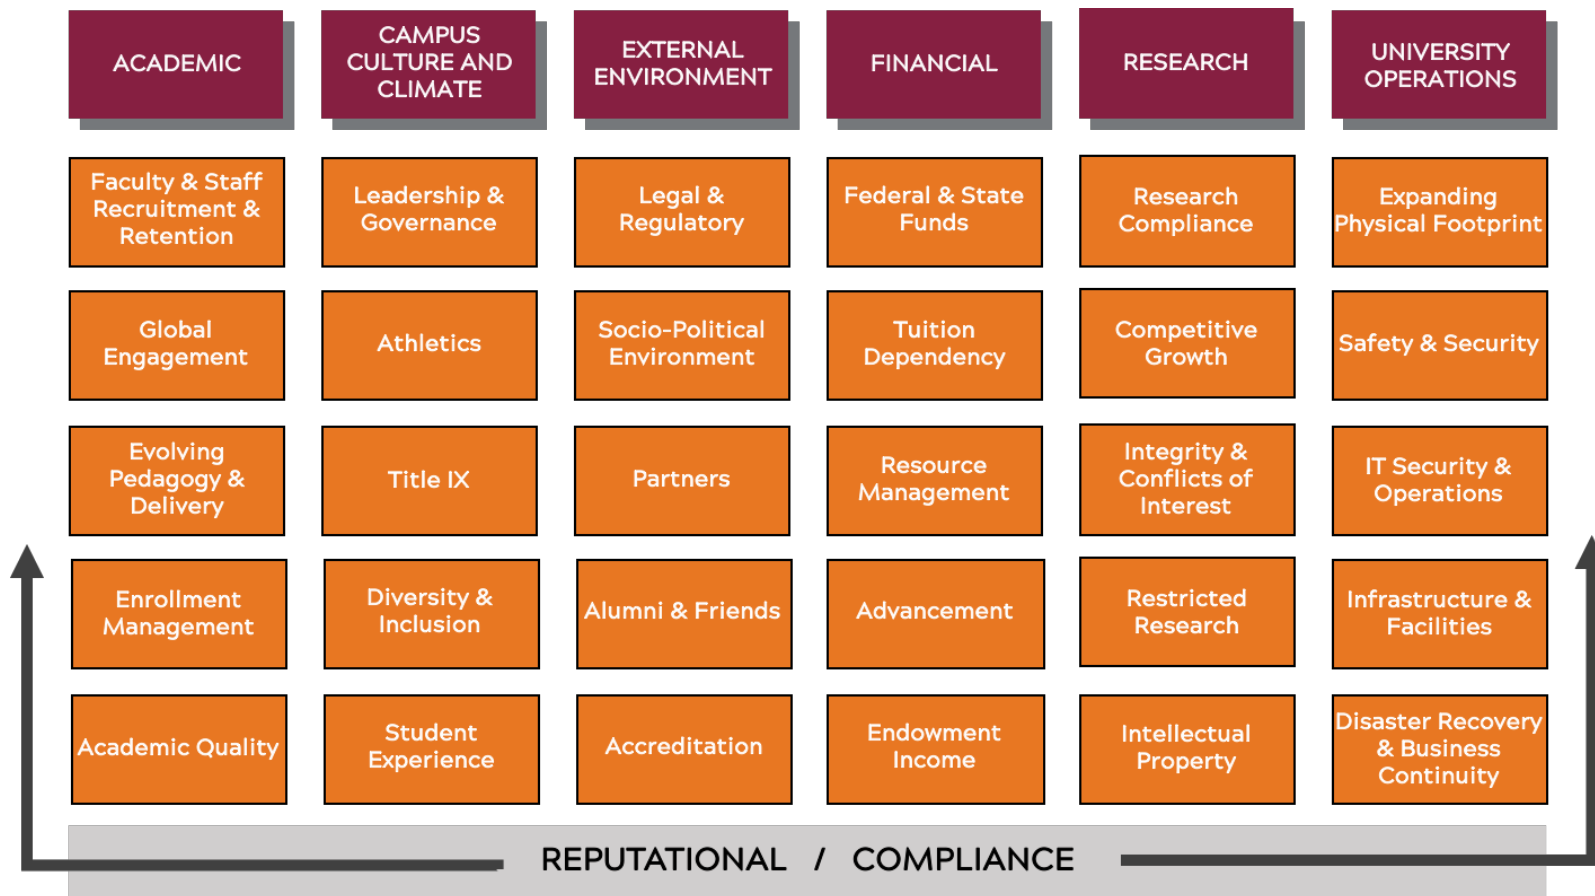 ACADEMIC
CAMPUS
CULTURE AND
CLIMATE
EXTERNAL
ENVIRONMENT
FINANCIAL
RESEARCH
UNIVERSITY
OPERATIONS
Faculty & Staff
Recruitment &
Retention
Leadership &
Governance
Legal &
Regulatory
Federal & State
Funds
Research
Compliance
Expanding
Physical Footprint
Global
Engagement
Athletics
Socio-Political
Environment
Tuition
Dependency
Competitive
Growth
Safety & Security
Evolving
Pedagogy &
Delivery
Title IX
Partners
Resource
Management
Integrity &
Conflicts of
Interest
IT Security &
Operations
Enrollment
Management
Diversity &
Inclusion
Alumni & Friends
Advancement
Restricted
Research
Infrastructure &
Facilities
Academic Quality
Student
Experience
Accreditation
Endowment
Income
Intellectual
Property
Disaster Recovery
& Business
Continuity
REPUTATIONAL / COMPLIANCE